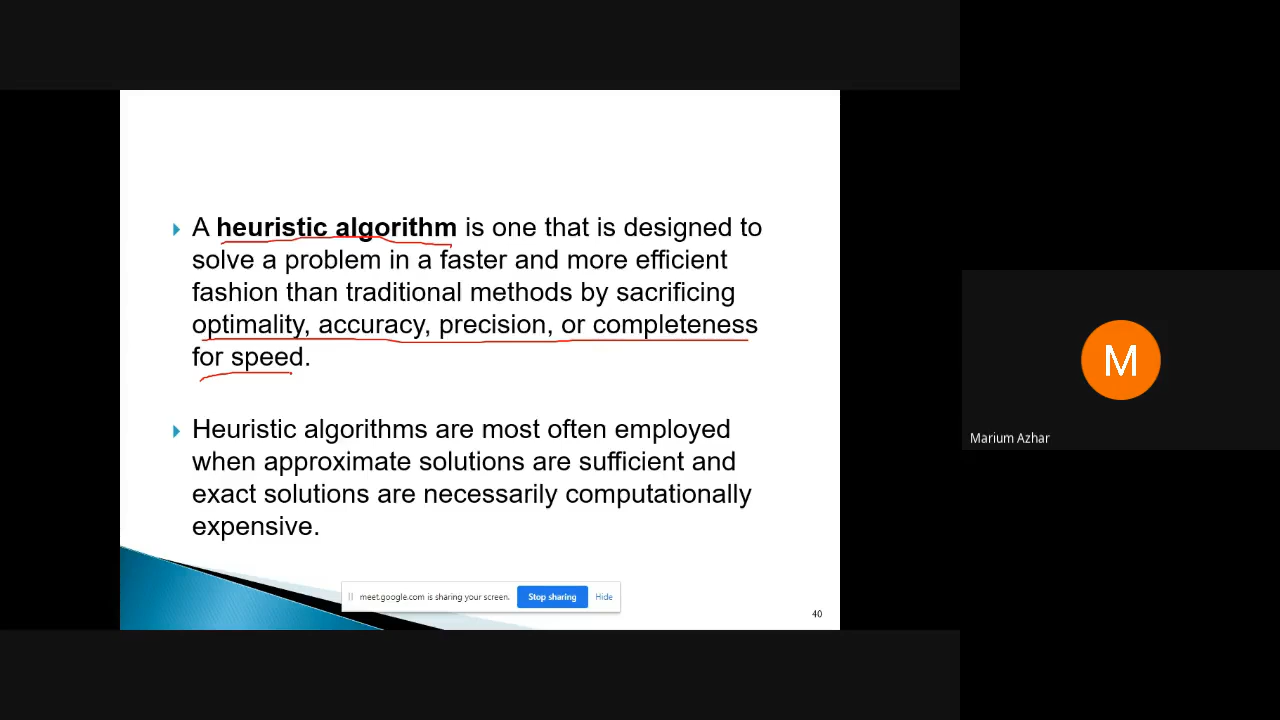 A heuristic algorithm is one that is designed to
solve a problem in a faster and more efficient
fashion than traditional methods by sacrificing
optimality, accuracy, precision, or completeness
for speed.
Heuristic algorithms are most often employed
when approximate solutions are sufficient and
exact solutions are necessarily computationally
expensive.
meet.google.com is sharing your screen. Stop sharing Hide
40
M
Marium Azhar